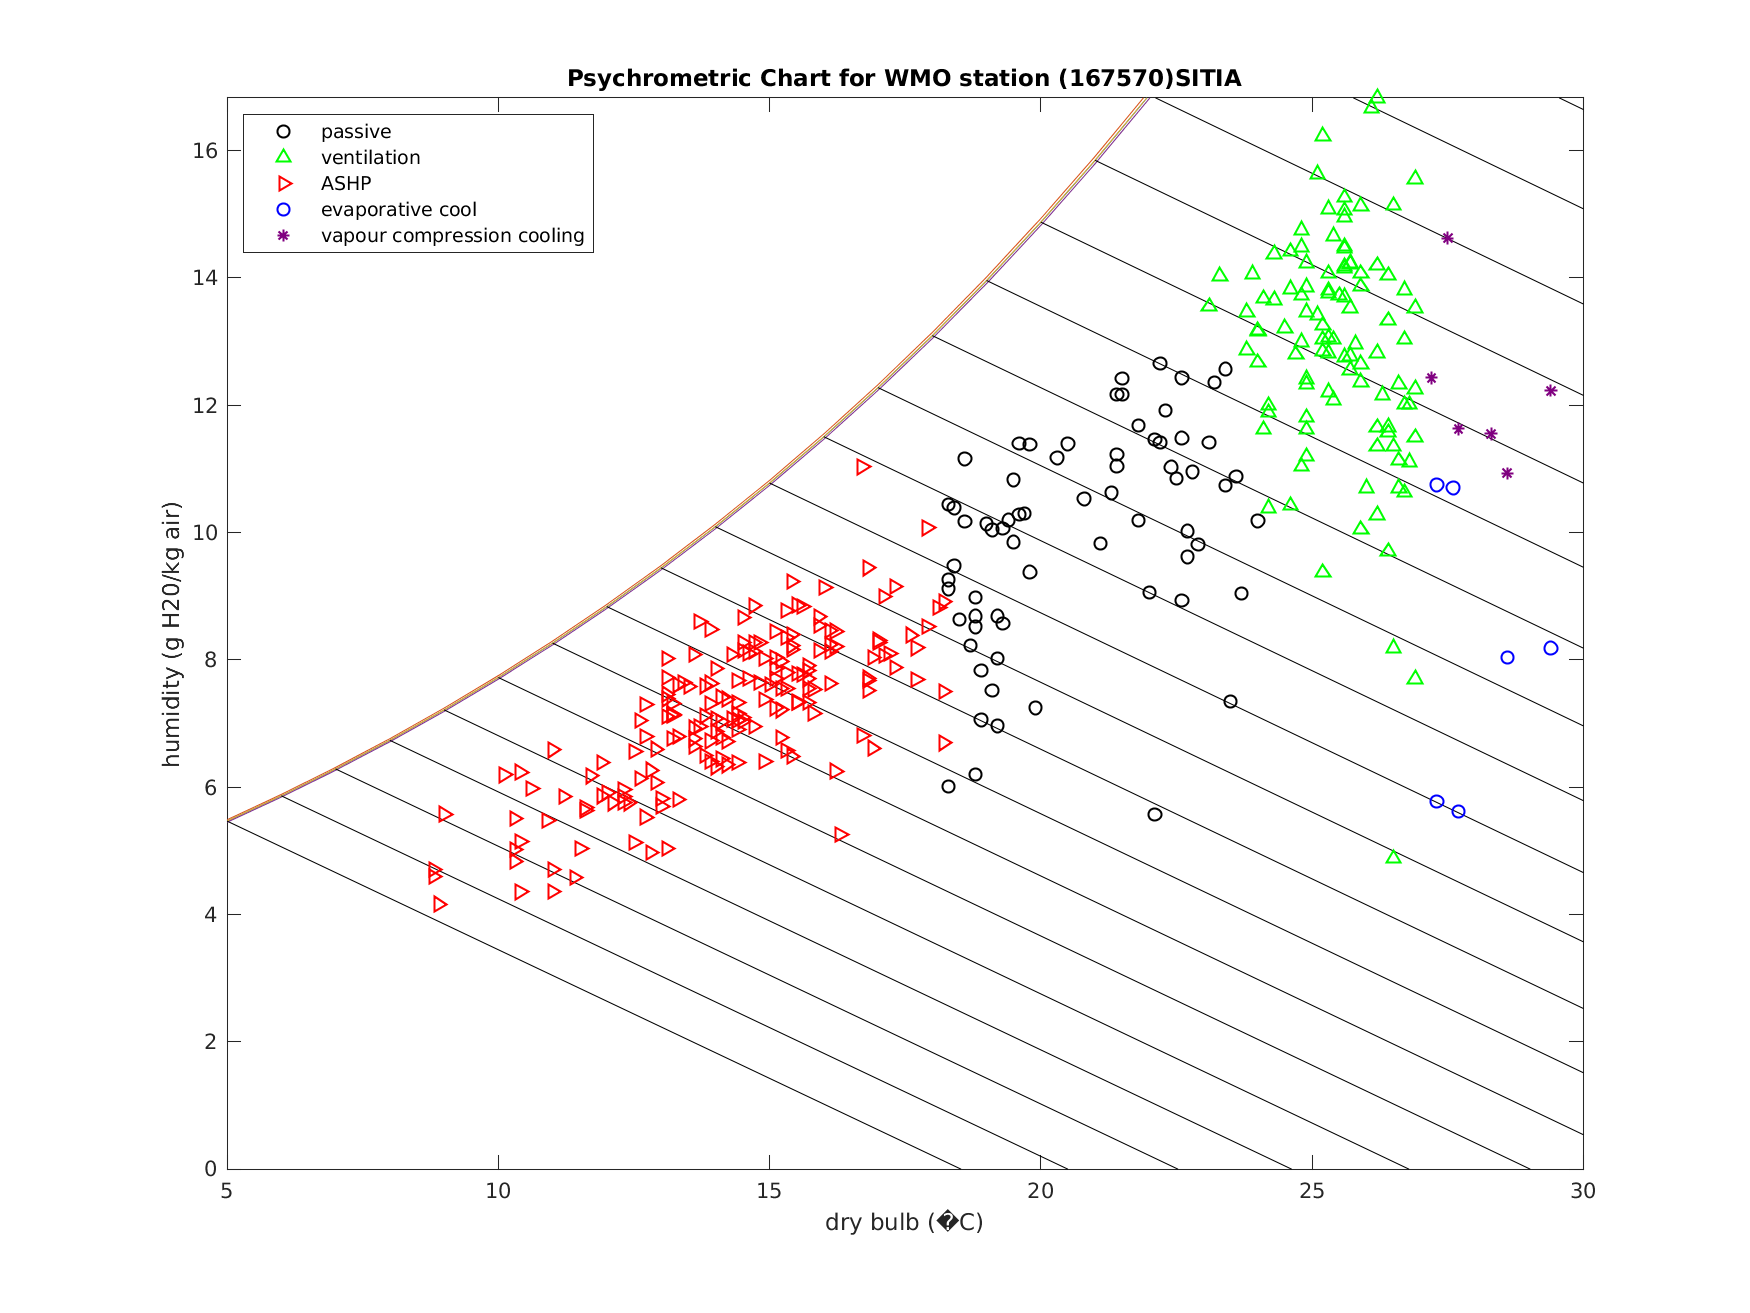 Psychrometric Chart for WMO station (167570)SITIA
passive
ventilation
ASHP
evaporative cool
vapour compression cooling
humidity (g H20/kg air)
16
14
12
10
8
6
4
2
0
5
10
15
20
25
30
dry bulb (�C)